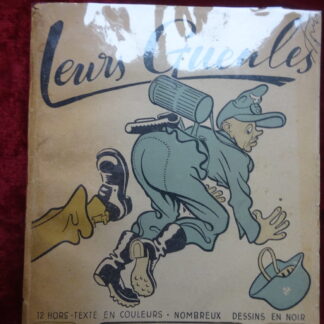 Leurs Gueules
12 HORS-TEXTE EN COULEURS • NOMBREUX DESSINS EN NOIR